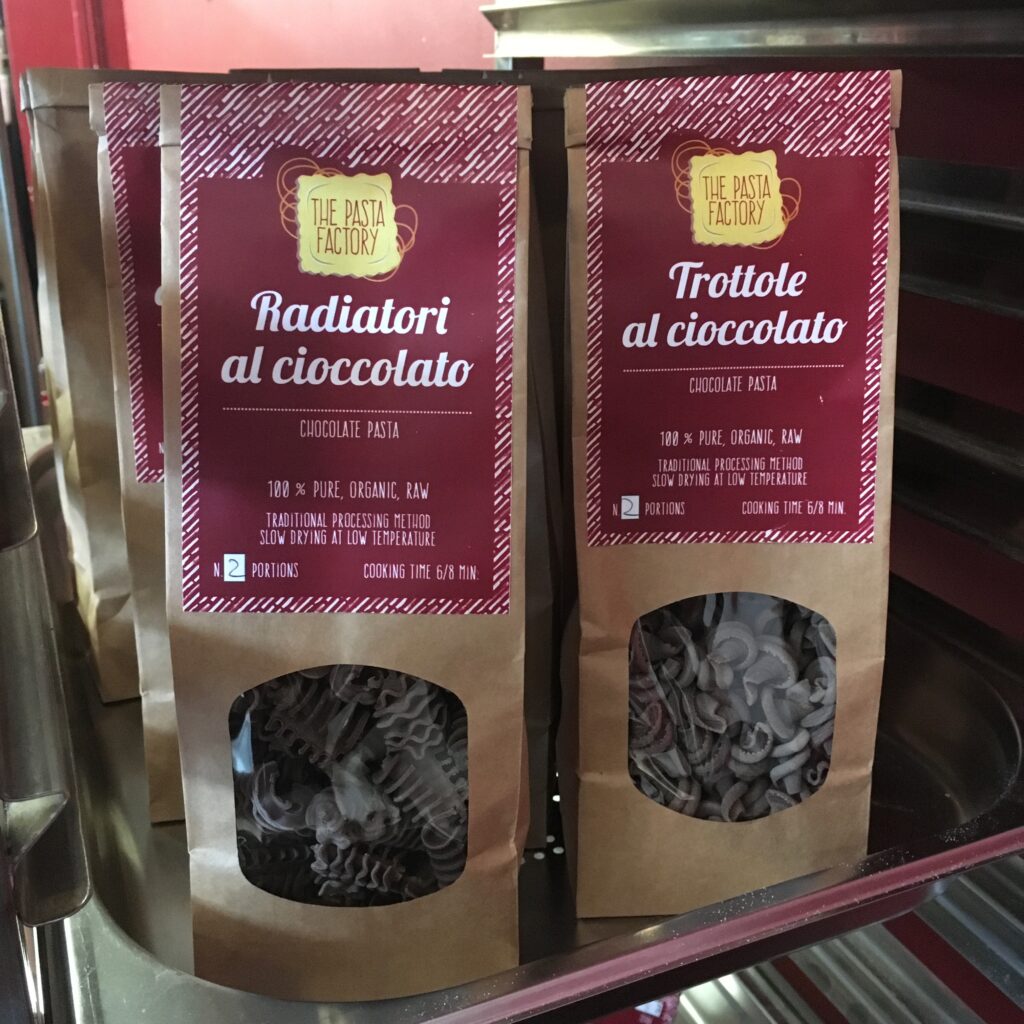 THE PASTA
FACTORY
Radiatori
al cioccolato
CHOCOLATE PASTA
100 % PURE, ORGANIC, RAW
TRADITIONAL PROCESSING METHOD
SLOW DRYING AT LOW TEMPERATURE
N. 2 PORTIONS COOKING TIME 6/8 MIN.
THE PASTA
FACTORY
Trottole
al cioccolato
CHOCOLATE PASTA
100 % PURE, ORGANIC, RAW
TRADITIONAL PROCESSING METHOD
SLOW DRYING AT LOW TEMPERATURE
N. 2 PORTIONS COOKING TIME 6/8 MIN.